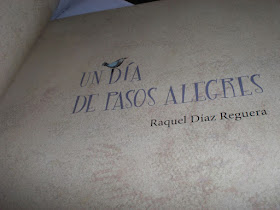 UN DÍA
DE PASOS ALEGRES
Raquel Díaz Reguera